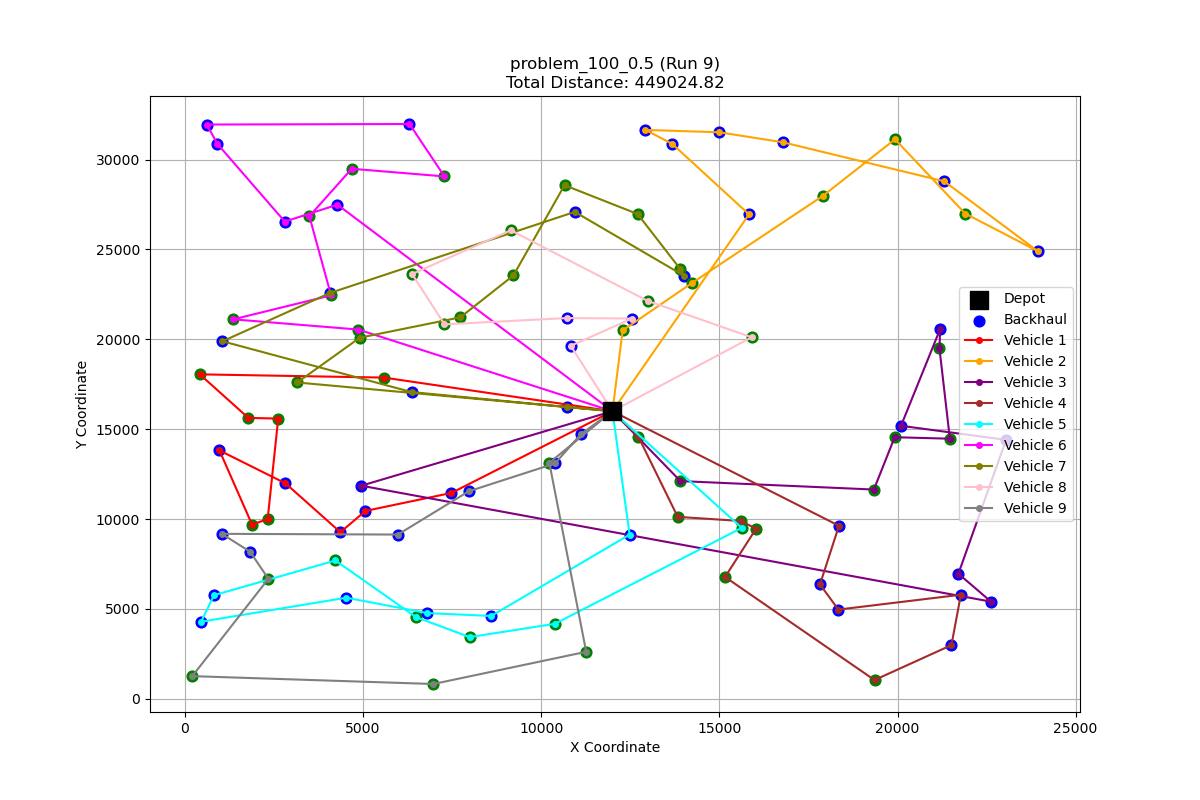 problem_100_0.5 (Run 9)
Total Distance: 449024.82
Y Coordinate
30000
25000
20000
15000
10000
5000
0
Depot
Backhaul
Vehicle 1
Vehicle 2
Vehicle 3
Vehicle 4
Vehicle 5
Vehicle 6
Vehicle 7
Vehicle 8
Vehicle 9
0
5000
10000
15000
20000
25000
X Coordinate